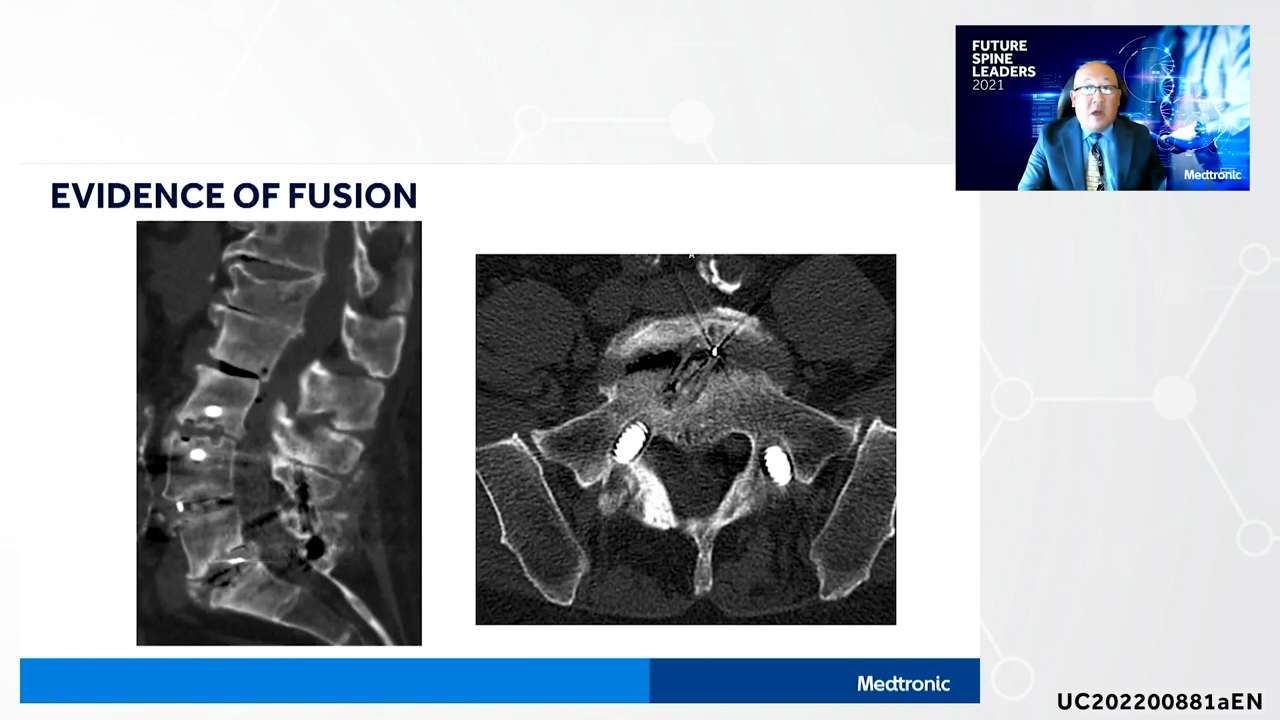 FUTURE
SPINE
LEADERS
2021
Medtronic
EVIDENCE OF FUSION
A
Medtronic
UC202200881aEN